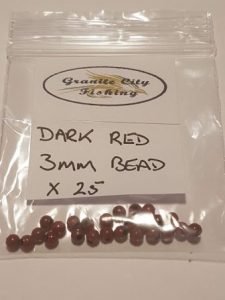 Granite City
Fishing
DARK RED
3MM BEAD
X 25